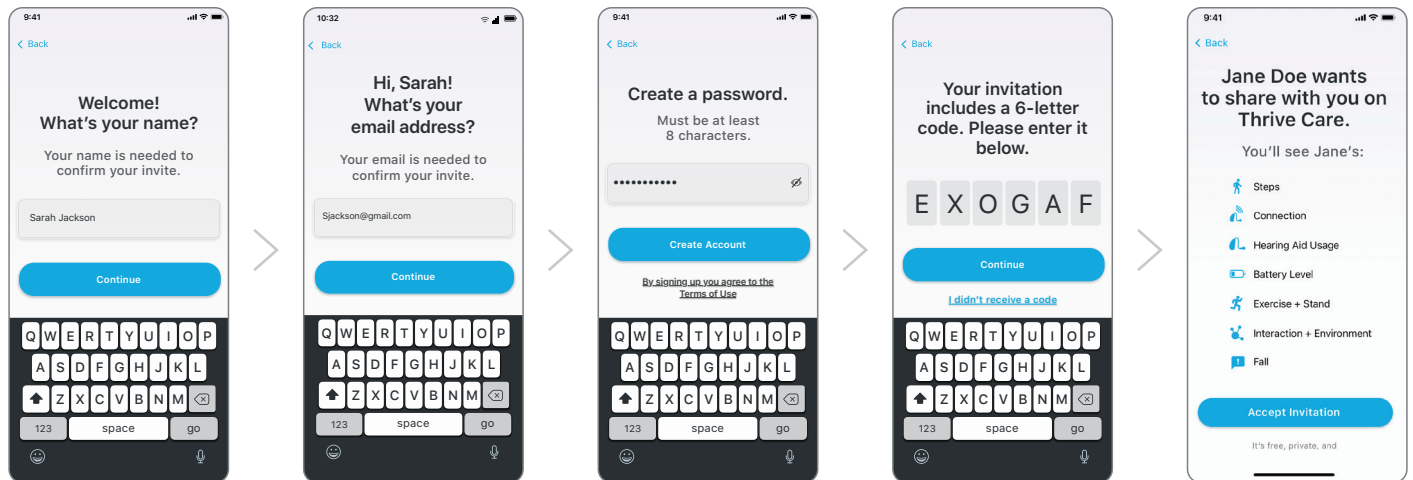 9:41
Back
Welcome!
What's your name?
Your name is needed to
confirm your invite.
Sarah Jackson
Continue
Q W E R T Y U I O P
A S D F G H J K L
Z X C V B N M
123 space go
10:32
Back
Hi, Sarah!
What's your
email address?
Your email is needed to
confirm your invite.
Sjackson@gmail.com
Continue
Q W E R T Y U I O P
A S D F G H J K L
Z X C V B N M
123 space go
9:41
Back
Create a password.
Must be at least
8 characters.
•••••••••••
Create Account
By signing up you agree to the
Terms of Use
Q W E R T Y U I O P
A S D F G H J K L
Z X C V B N M
123 space go
Back
Your invitation
includes a 6-letter
code. Please enter it
below.
E X O G A F
Continue
I didn't receive a code
Q W E R T Y U I O P
A S D F G H J K L
Z X C V B N M
123 space go
9:41
Back
Jane Doe wants
to share with you on
Thrive Care.
You'll see Jane's:
Steps
Connection
Hearing Aid Usage
Battery Level
Exercise + Stand
Interaction + Environment
Fall
Accept Invitation
It's free, private, and